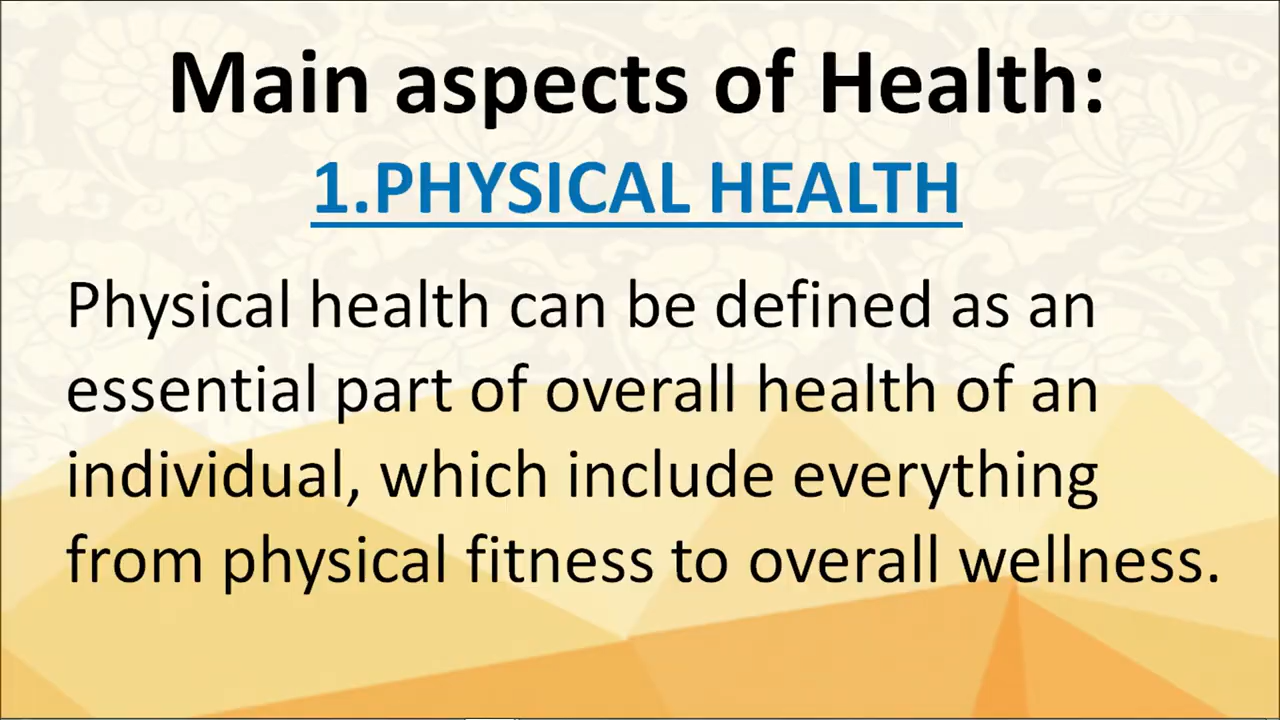 Main aspects of Health:
1.PHYSICAL HEALTH
Physical health can be defined as an
essential part of overall health of an
individual, which include everything
from physical fitness to overall wellness.